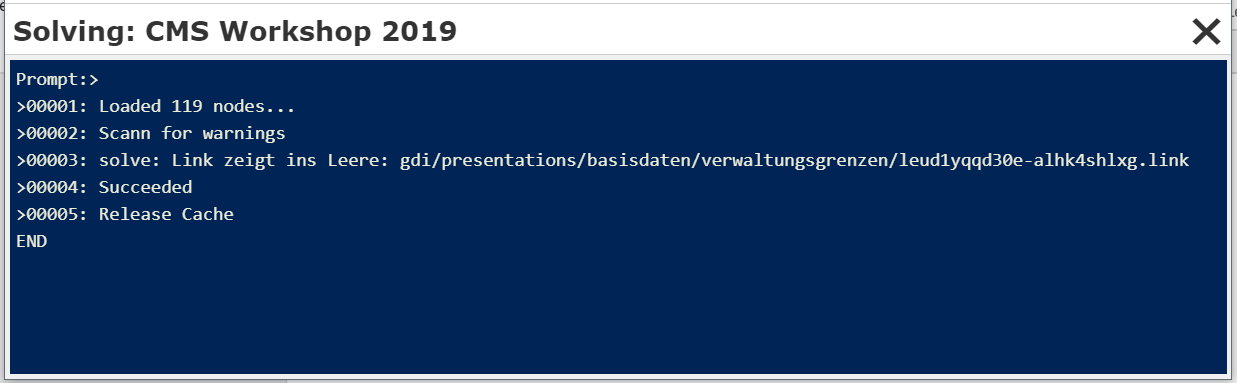 Solving: CMS Workshop 2019
Prompt:>
>00001: Loaded 119 nodes...
>00002: Scann for warnings
>00003: solve: Link zeigt ins Leere: gdi/presentations/basisdaten/verwaltungsgrenzen/leud1yqqd30e-alhk4shlxg.link
>00004: Succeeded
>00005: Release Cache
END